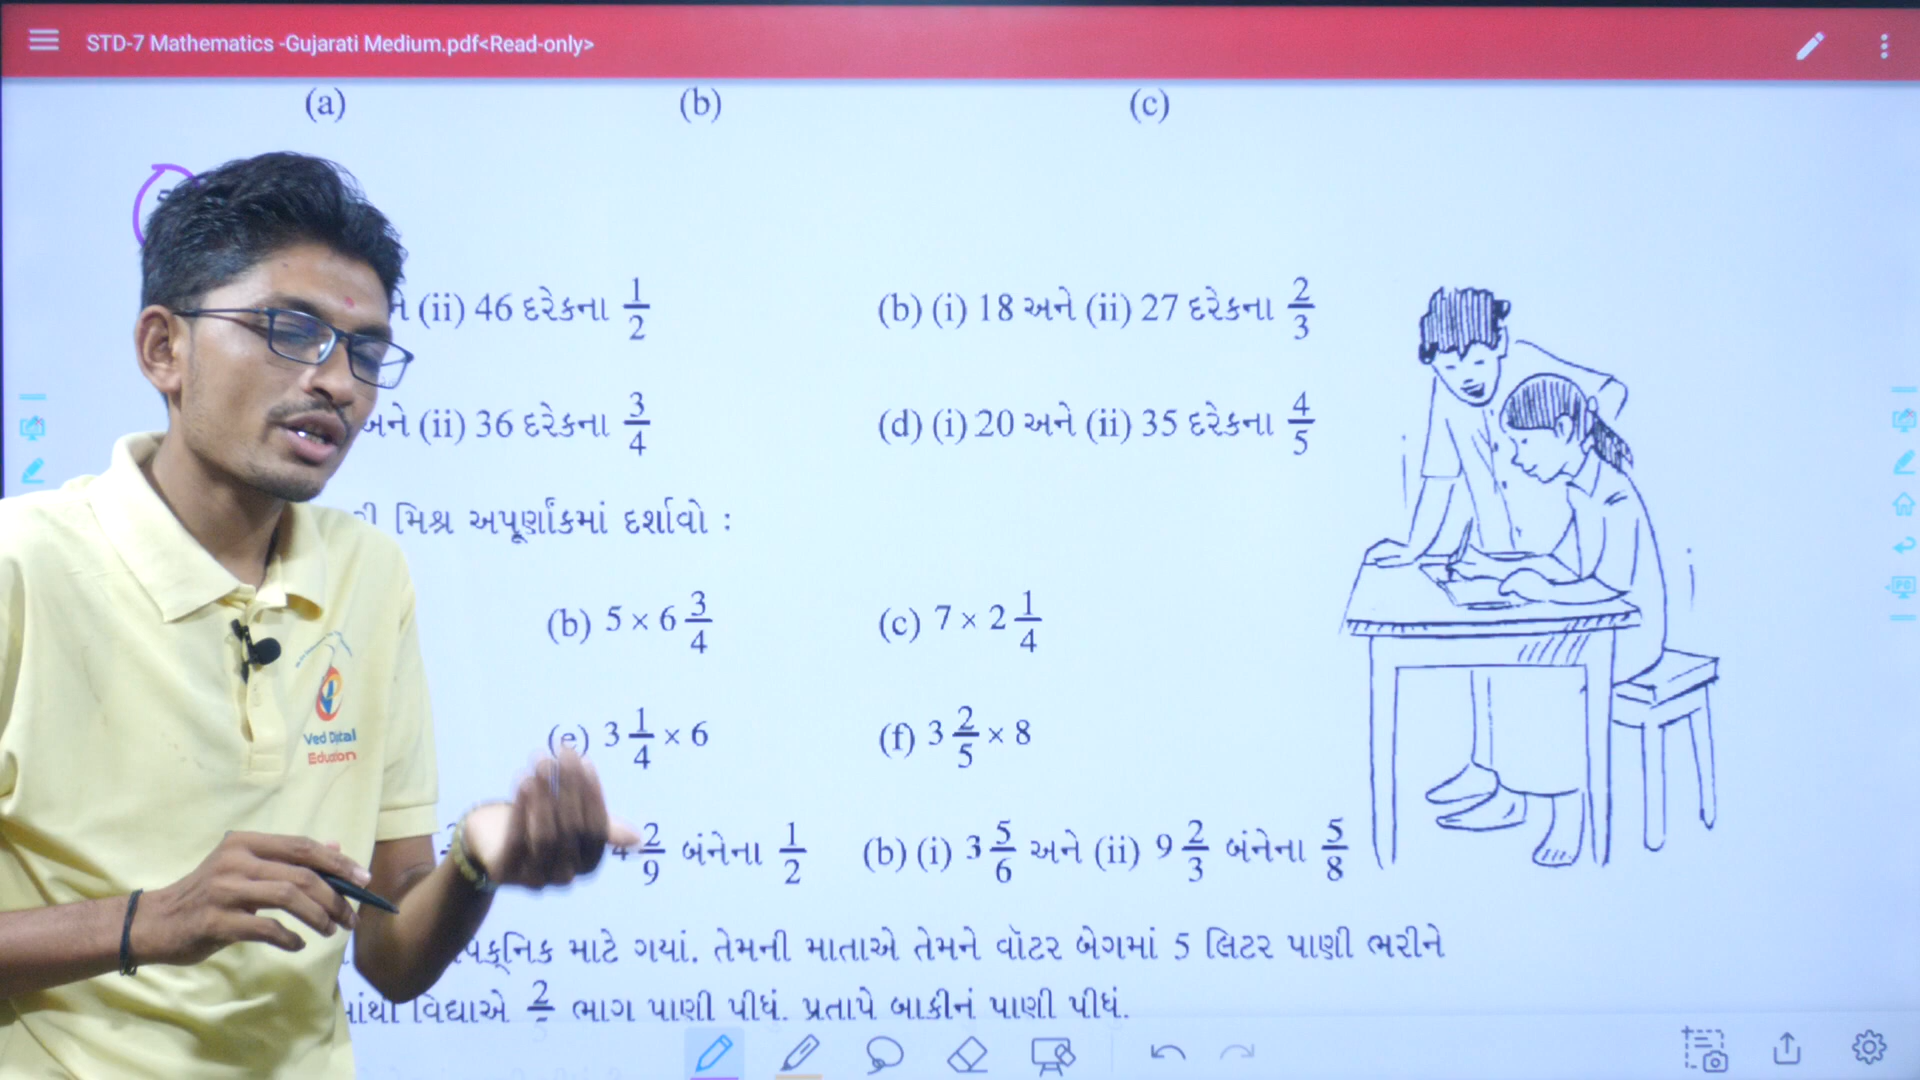 STD-7 Mathematics -Gujarati Medium.pdf<Read-only>
(a) (b) (c)
(ii) 46 દરેકના 1/2 (b) (i) 18 અને (ii) 27 દરેકના 2/3
અને (ii) 36 દરેકના 3/4 (d) (i) 20 અને (ii) 35 દરેકના 4/5
મિશ્ર અપૂર્ણાંકમાં દર્શાવો :
(b) 5 × 6 3/4 (c) 7 × 2 1/4
(e) 3 1/4 × 6 (f) 3 2/5 × 8
2/9 બંનેના 1/2 (b) (i) 3 5/6 અને (ii) 9 2/3 બંનેના 5/8
માટે ગયાં. તેમની માતાએ તેમને વૉટર બેગમાં 5 લિટર પાણી ભરીને
વિદ્યાએ 2/5 ભાગ પાણી પીધું. પ્રતાપે બાકીનું પાણી પીધું.
Ved Digital
Education